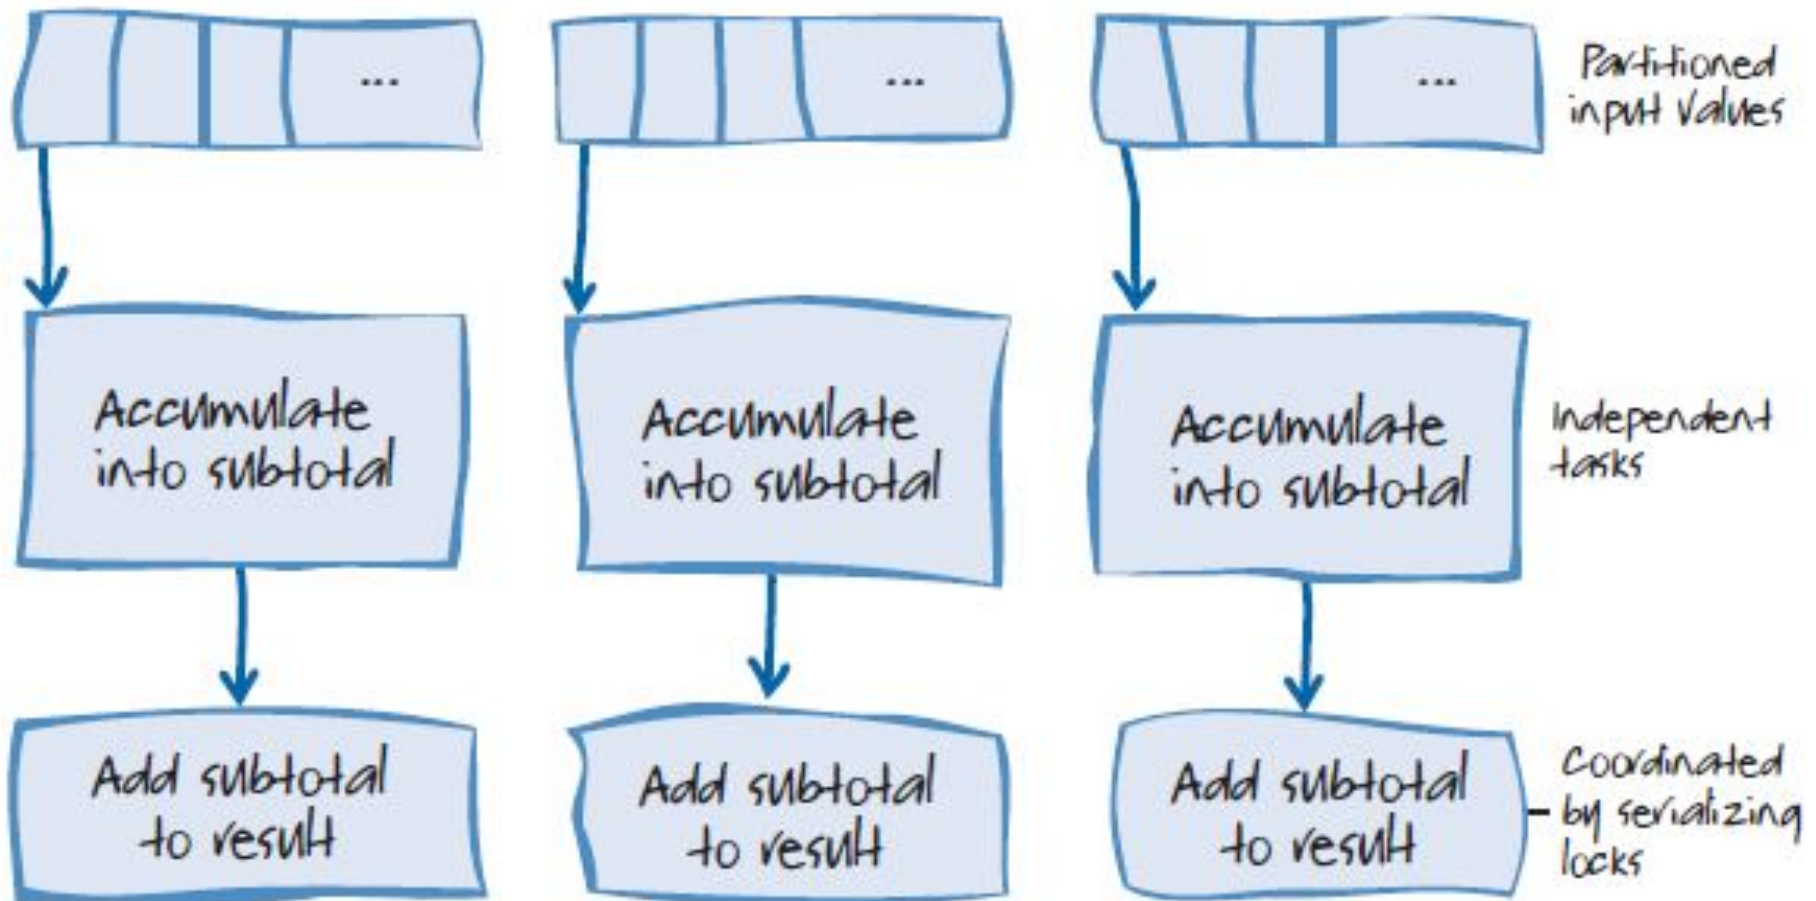 ...
...
...
Partitioned
input values
Accumulate
into subtotal
Accumulate
into subtotal
Accumulate
into subtotal
Independent
tasks
Add subtotal
to result
Add subtotal
to result
Add subtotal
to result
Coordinated
by serializing
locks